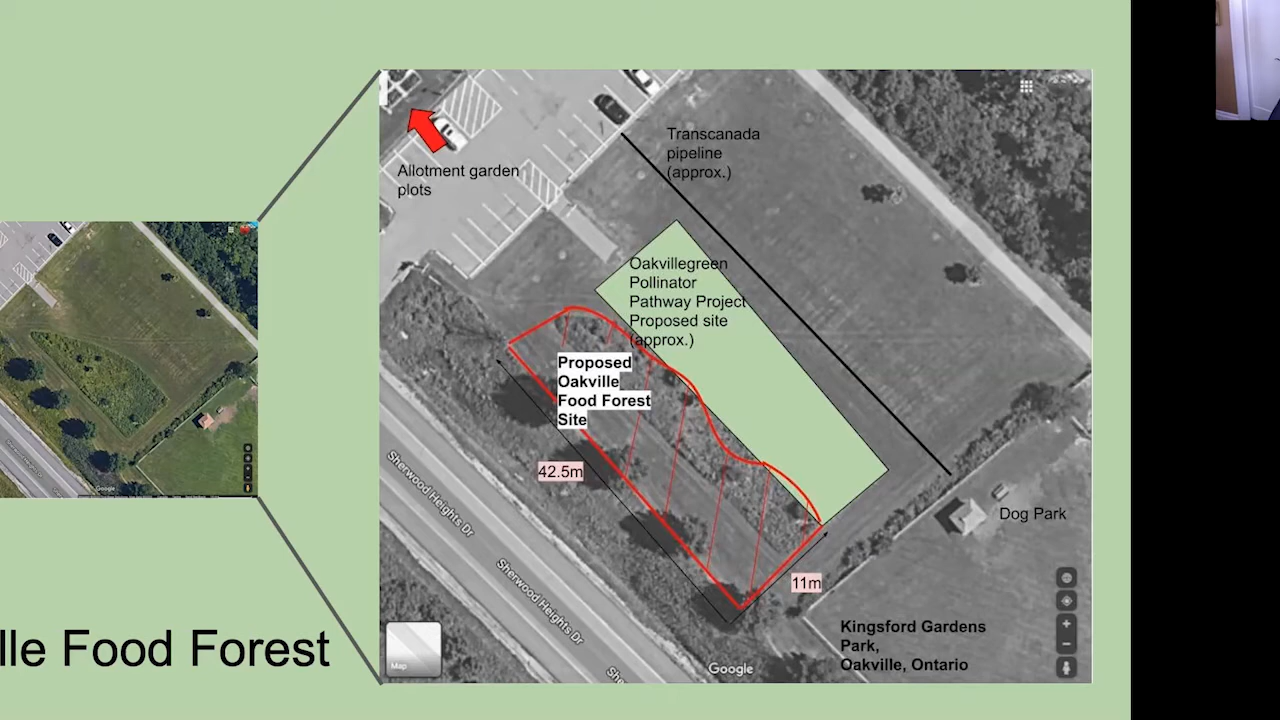 Transcanada
pipeline
(approx.)
Allotment garden
plots
Oakvillegreen
Pollinator
Pathway Project
Proposed site
(approx.)
Proposed
Oakville
Food Forest
Site
42.5m
Sherwood Heights Dr
Sherwood Heights Dr
She
11m
Dog Park
Kingsford Gardens
Park,
Oakville, Ontario
Map
Google
Google
lle Food Forest